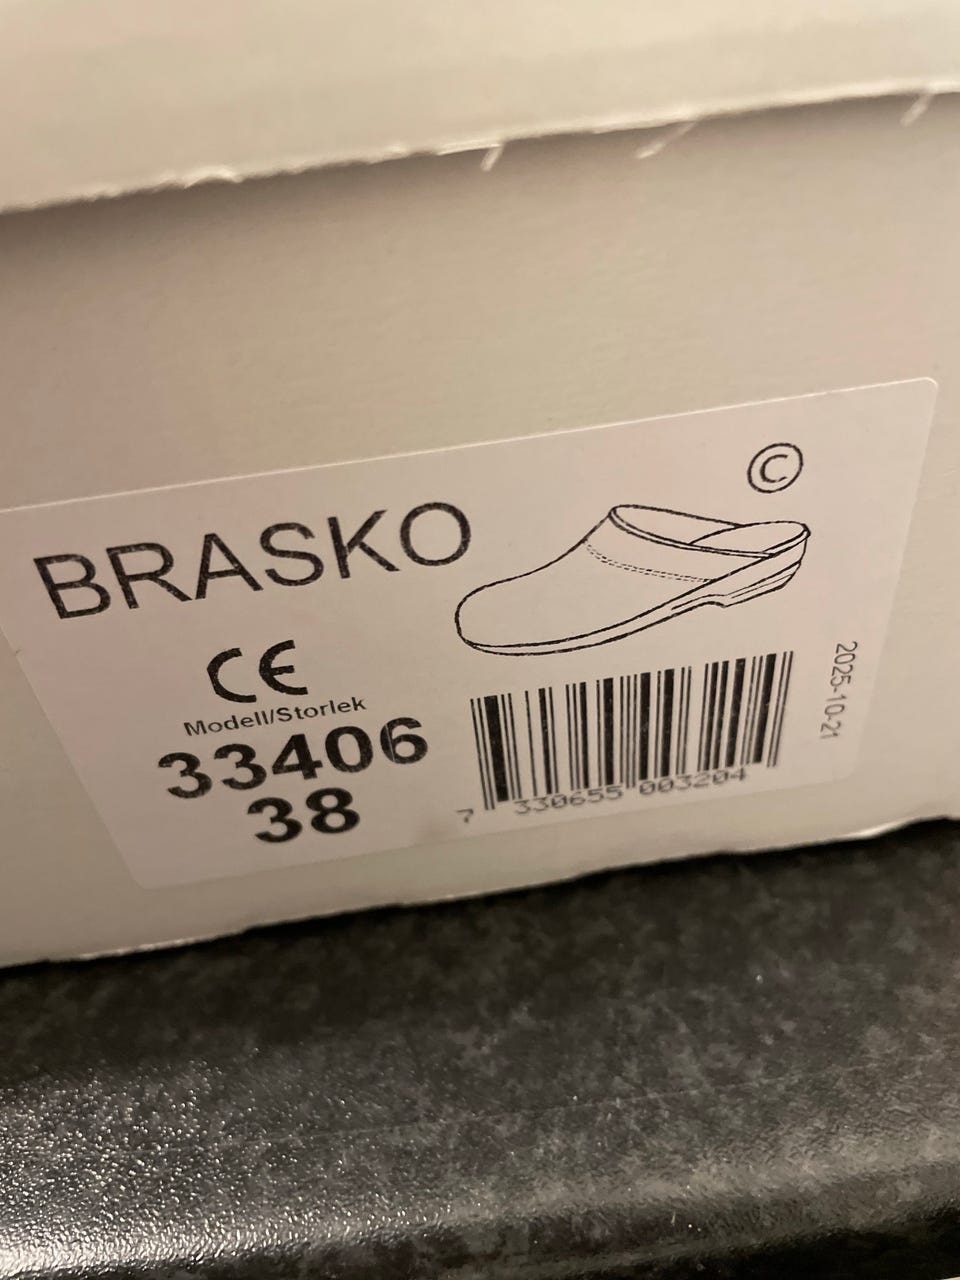 ©
BRASKO
CE
Modell/Storlek
33406
38
7 330655 003204
2025-10-21